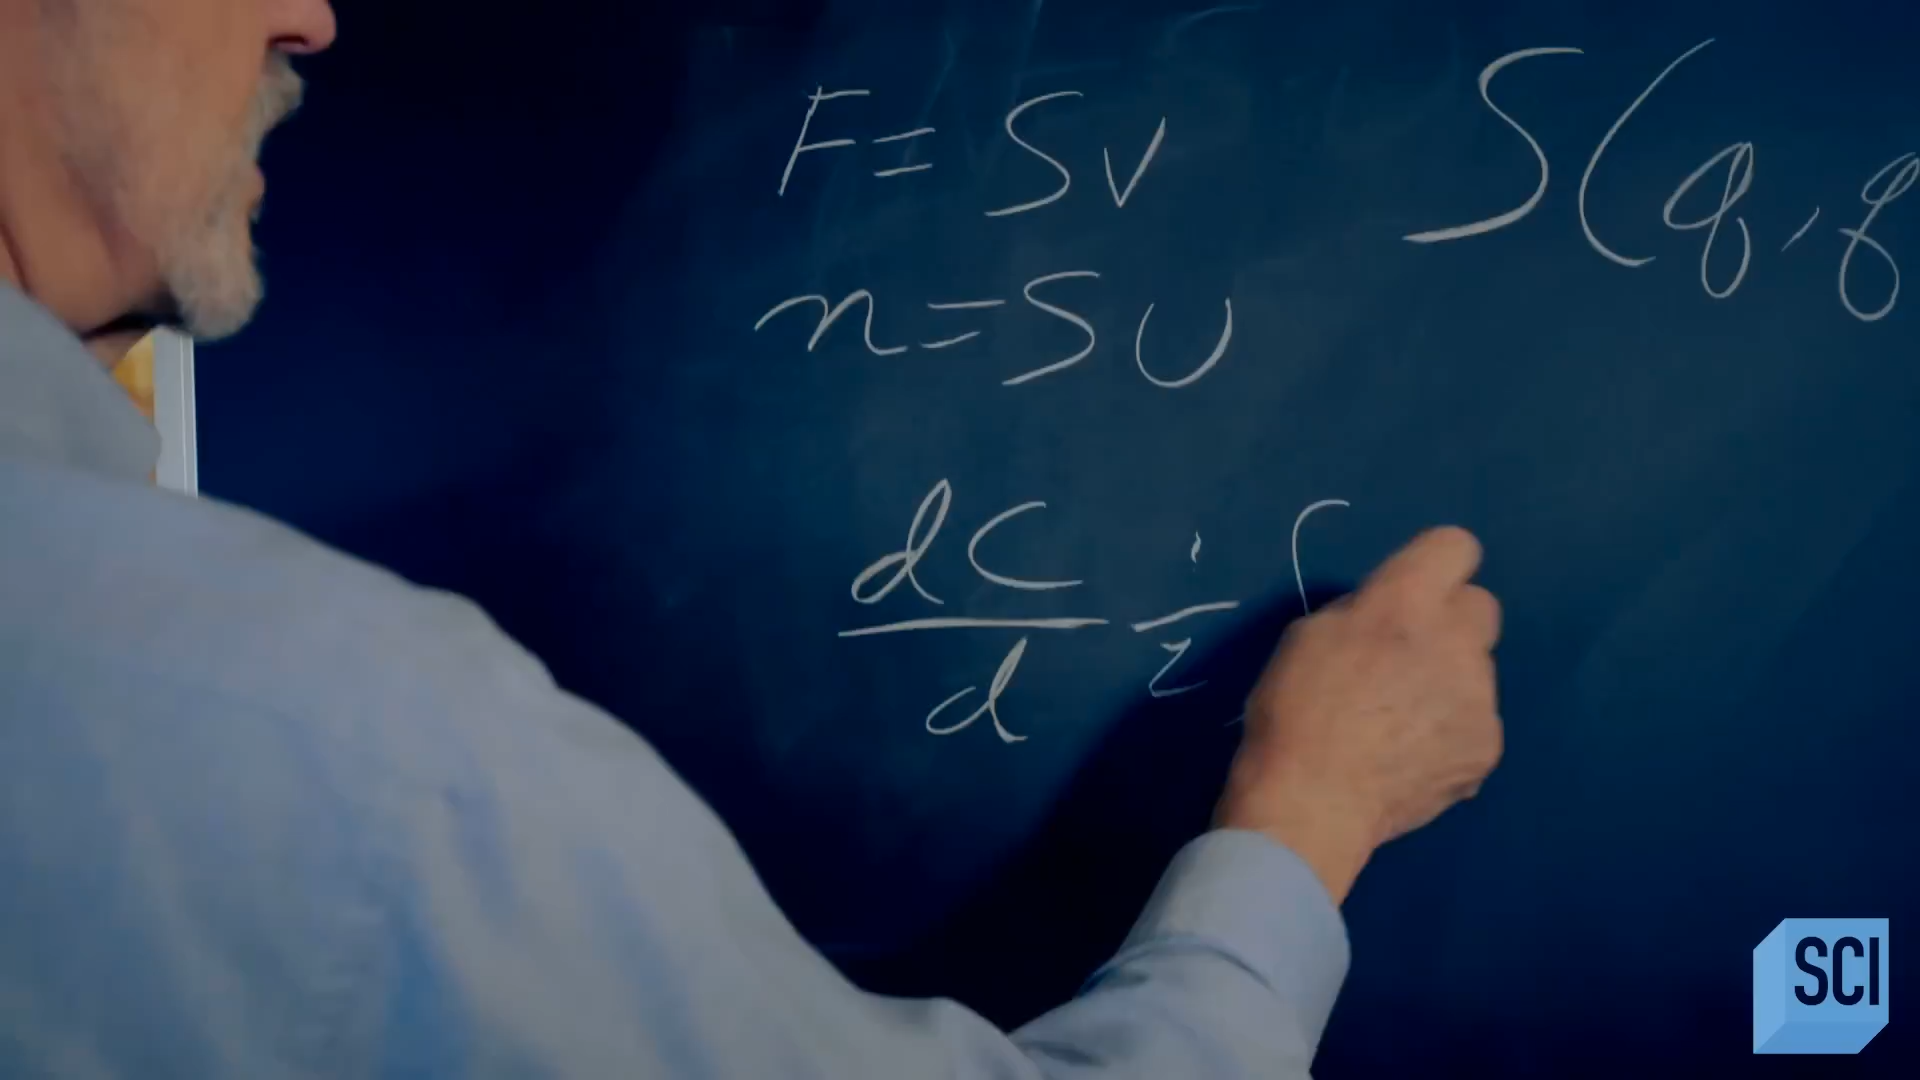 F = SV
S(q, q
n = SU
dC
d
SCI